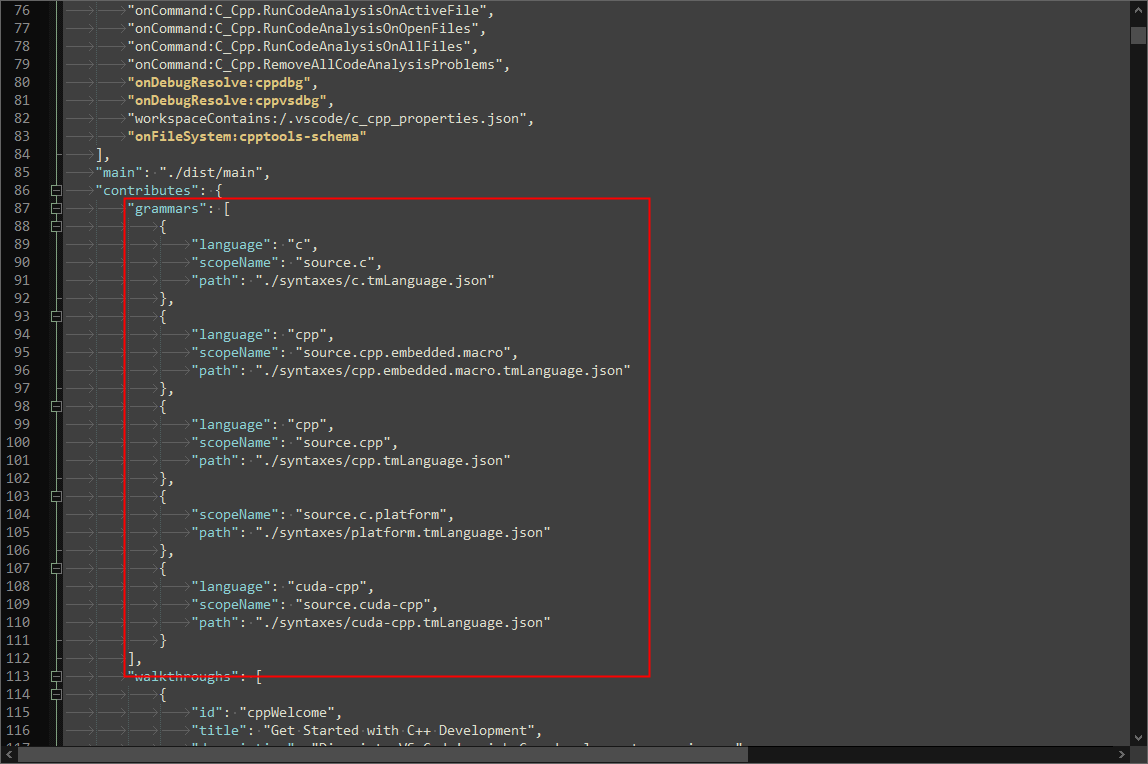 76 "onCommand:C_Cpp.RunCodeAnalysisOnActiveFile",
77 "onCommand:C_Cpp.RunCodeAnalysisOnOpenFiles",
78 "onCommand:C_Cpp.RunCodeAnalysisOnAllFiles",
79 "onCommand:C_Cpp.RemoveAllCodeAnalysisProblems",
80 "onDebugResolve:cppdbg",
81 "onDebugResolve:cppvsdbg",
82 "workspaceContains:/.vscode/c_cpp_properties.json",
83 "onFileSystem:cpptools-schema"
84 ],
85 "main": "./dist/main",
86 "contributes": {
87 "grammars": [
88 {
89 "language": "c",
90 "scopeName": "source.c",
91 "path": "./syntaxes/c.tmLanguage.json"
92 },
93 {
94 "language": "cpp",
95 "scopeName": "source.cpp.embedded.macro",
96 "path": "./syntaxes/cpp.embedded.macro.tmLanguage.json"
97 },
98 {
99 "language": "cpp",
100 "scopeName": "source.cpp",
101 "path": "./syntaxes/cpp.tmLanguage.json"
102 },
103 {
104 "scopeName": "source.c.platform",
105 "path": "./syntaxes/platform.tmLanguage.json"
106 },
107 {
108 "language": "cuda-cpp",
109 "scopeName": "source.cuda-cpp",
110 "path": "./syntaxes/cuda-cpp.tmLanguage.json"
111 }
112 ],
113 "walkthroughs": [
114 {
115 "id": "cppWelcome",
116 "title": "Get Started with C++ Development",